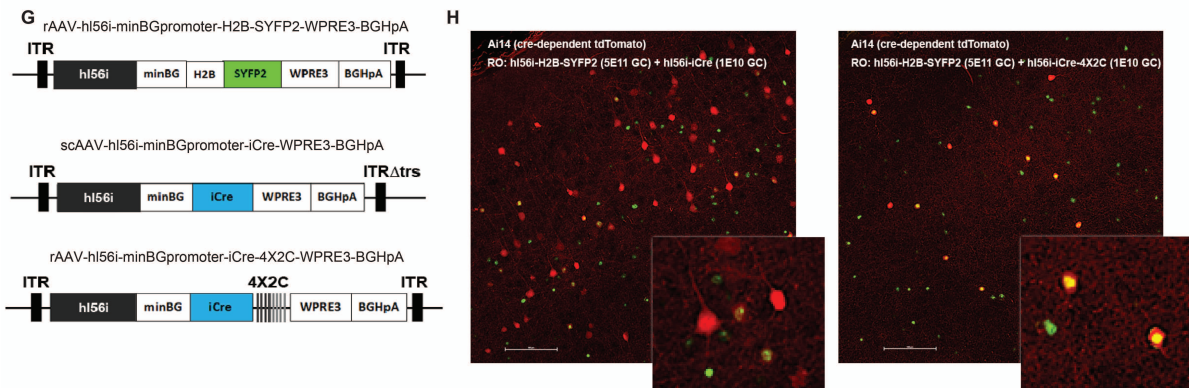 G
rAAV-hI56i-minBGpromoter-H2B-SYFP2-WPRE3-BGHpA
ITR
ITR
hI56i
minBG
H2B
SYFP2
WPRE3
BGHpA
scAAV-hI56i-minBGpromoter-iCre-WPRE3-BGHpA
ITR
ITRΔtrs
hI56i
minBG
iCre
WPRE3
BGHpA
rAAV-hI56i-minBGpromoter-iCre-4X2C-WPRE3-BGHpA
ITR
4X2C
ITR
hI56i
minBG
iCre
WPRE3
BGHpA
H
Ai14 (cre-dependent tdTomato)
RO: hI56i-H2B-SYFP2 (5E11 GC) + hI56i-iCre (1E10 GC)
Ai14 (cre-dependent tdTomato)
RO: hI56i-H2B-SYFP2 (5E11 GC) + hI56i-iCre-4X2C (1E10 GC)